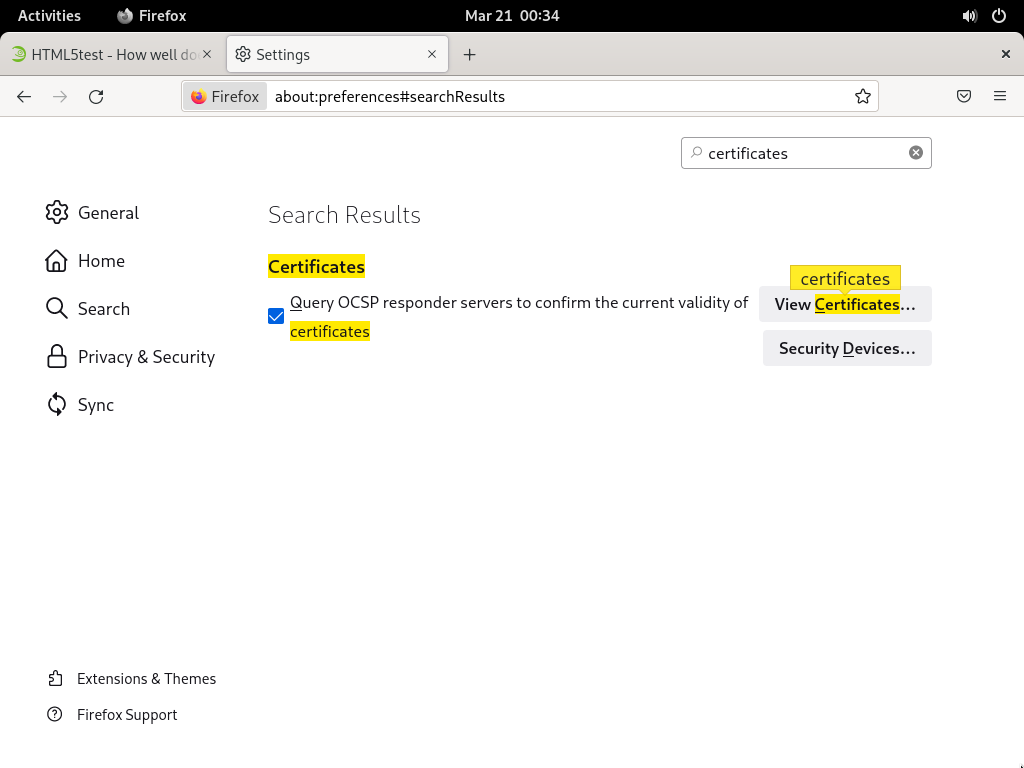 Activities Firefox Mar 21 00:34
HTML5test - How well do Settings
Firefox about:preferences#searchResults
certificates
General
Home
Search
Privacy & Security
Sync
Search Results
Certificates
Query OCSP responder servers to confirm the current validity of
certificates
certificates
View Certificates...
Security Devices...
Extensions & Themes
Firefox Support